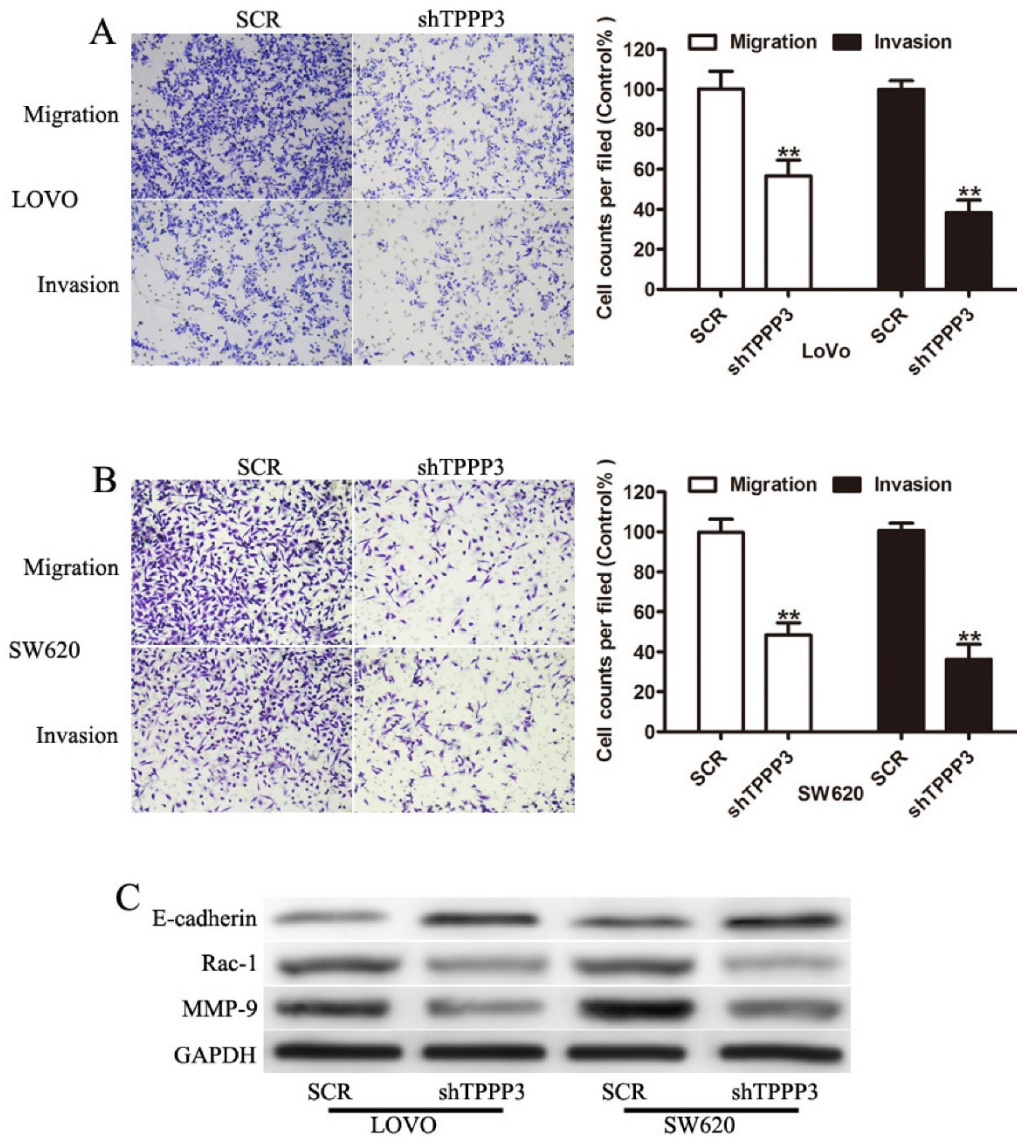 A
SCR
shTPPP3
Migration
LOVO
Invasion
Cell counts per filed (Control% )
120
100
80
60
40
20
0
Migration
Invasion
**
**
SCR
shTPPP3
SCR
shTPPP3
LoVo
B
SCR
shTPPP3
Migration
SW620
Invasion
Cell counts per filed (Control% )
120
100
80
60
40
20
0
Migration
Invasion
**
**
SCR
shTPPP3
SCR
shTPPP3
SW620
C
E-cadherin
Rac-1
MMP-9
GAPDH
SCR shTPPP3 SCR shTPPP3
LOVO SW620